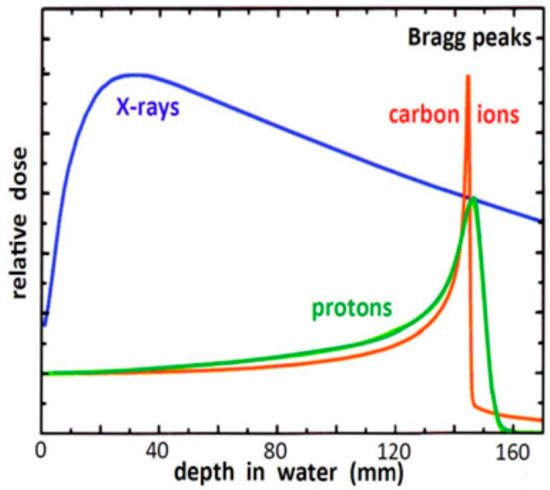 Bragg peaks
X-rays
carbon ions
protons
relative dose
0 40 80 120 160
depth in water (mm)